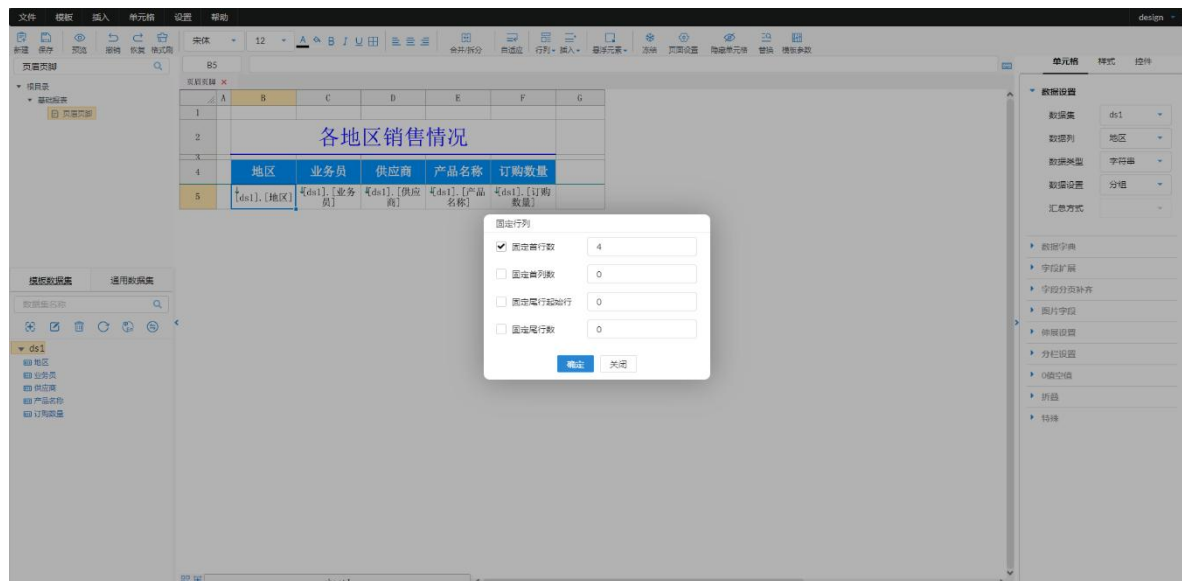 文件 模板 插入 单元格 设置 帮助 design
新建 保存 预览 撤销 恢复 格式刷 宋体 12 A B I U 合并/拆分 自适应 行列 插入 悬浮元素 冻结 页面设置 隐藏单元格 替换 模板参数
页眉页脚 B5 单元格 样式 控件
页眉页脚 ×
根目录
基础报表
页眉页脚
A B C D E F G
1
2 各地区销售情况
3
4 地区 业务员 供应商 产品名称 订购数量
5 [ds1].[地区] [ds1].[业务员] [ds1].[供应商] [ds1].[产品名称] [ds1].[订购数量]
固定行列
固定首行数 4
固定首列数 0
固定尾行起始行 0
固定尾行数 0
确定 关闭
模板数据集 通用数据集
数据集名称
ds1
地区
业务员
供应商
产品名称
订购数量
数据设置
数据集 ds1
数据列 地区
数据类型 字符串
数据设置 分组
汇总方式
数据字典
字段扩展
字段分页补齐
图片字段
伸展设置
分栏设置
0值空值
折叠
特殊